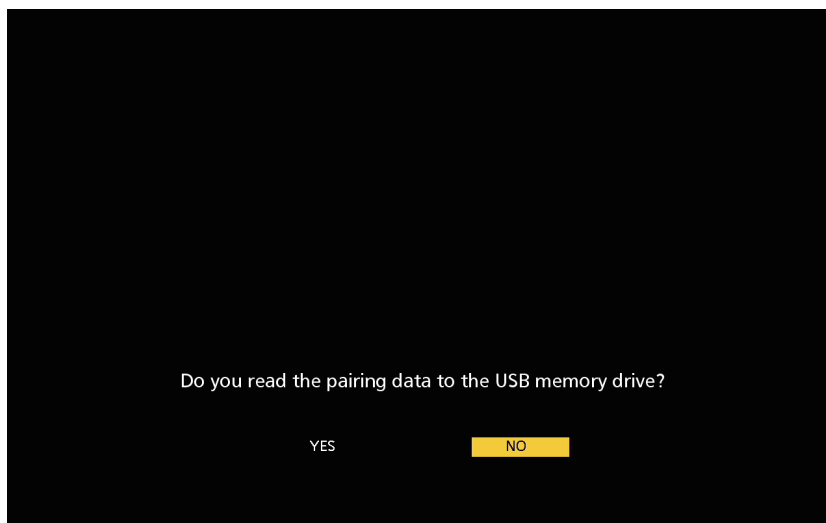 Do you read the pairing data to the USB memory drive?
YES NO